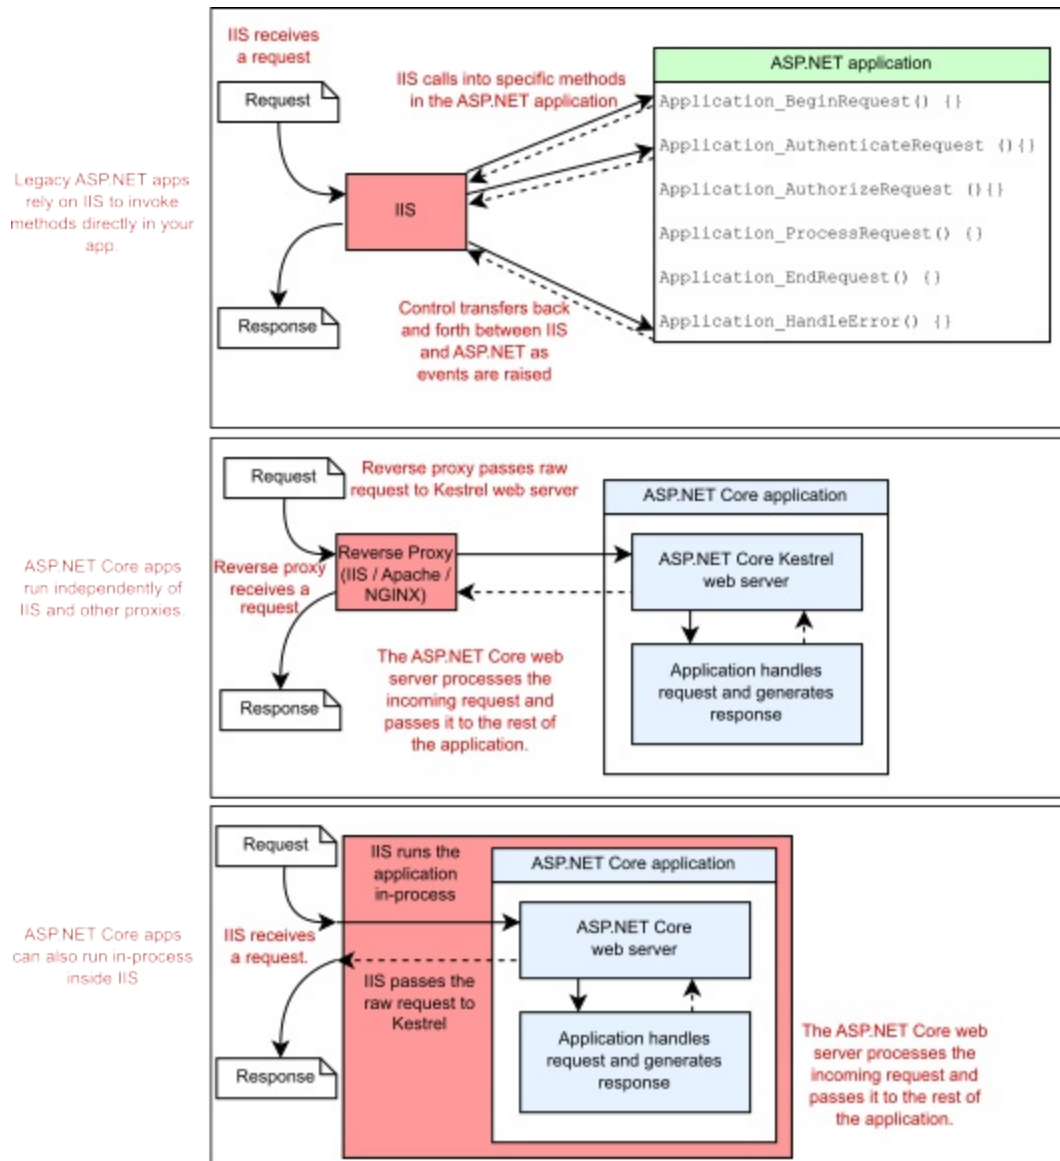 IIS receives
a request
Request
IIS calls into specific methods
in the ASP.NET application
ASP.NET application
Application_BeginRequest() {}
Application_AuthenticateRequest (){}
Application_AuthorizeRequest (){}
Application_ProcessRequest() {}
Application_EndRequest() {}
Application_HandleError() {}
Legacy ASP.NET apps
rely on IIS to invoke
methods directly in your
app.
IIS
Response
Control transfers back
and forth between IIS
and ASP.NET as
events are raised
Request
Reverse proxy passes raw
request to Kestrel web server
ASP.NET Core application
ASP.NET Core apps
run independently of
IIS and other proxies.
Reverse proxy
receives a
request
Reverse Proxy
(IIS / Apache /
NGINX)
ASP.NET Core Kestrel
web server
Response
The ASP.NET Core web
server processes the
incoming request and
passes it to the rest of
the application.
Application handles
request and generates
response
Request
IIS runs the
application
in-process
ASP.NET Core application
ASP.NET Core apps
can also run in-process
inside IIS
IIS receives
a request.
ASP.NET Core
web server
IIS passes the
raw request to
Kestrel
Response
Application handles
request and generates
response
The ASP.NET Core web
server processes the
incoming request and
passes it to the rest of
the application.